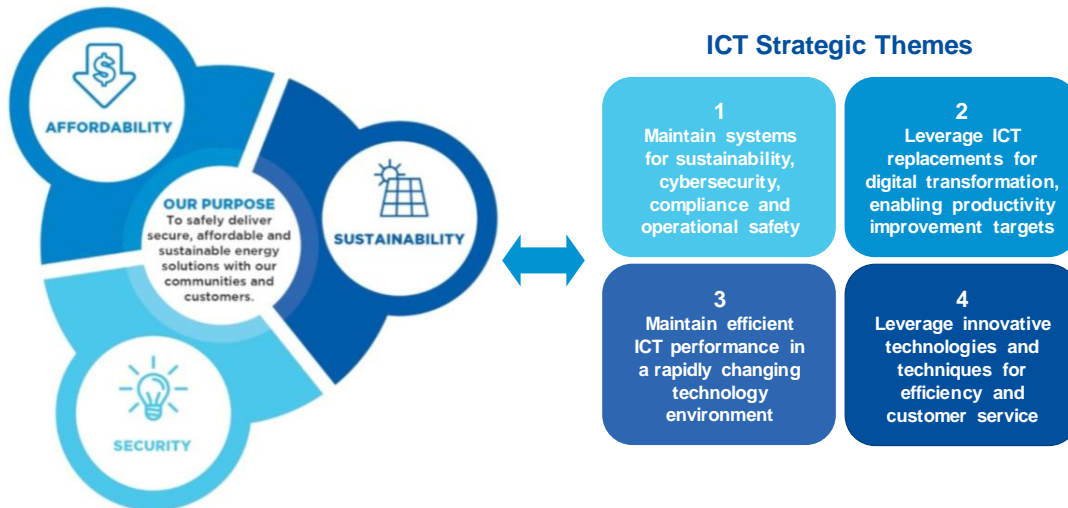 AFFORDABILITY
OUR PURPOSE
To safely deliver
secure, affordable and
sustainable energy
solutions with our
communities and
customers.
SUSTAINABILITY
SECURITY
ICT Strategic Themes
1
Maintain systems
for sustainability,
cybersecurity,
compliance and
operational safety
2
Leverage ICT
replacements for
digital transformation,
enabling productivity
improvement targets
3
Maintain efficient
ICT performance in
a rapidly changing
technology
environment
4
Leverage innovative
technologies and
techniques for
efficiency and
customer service